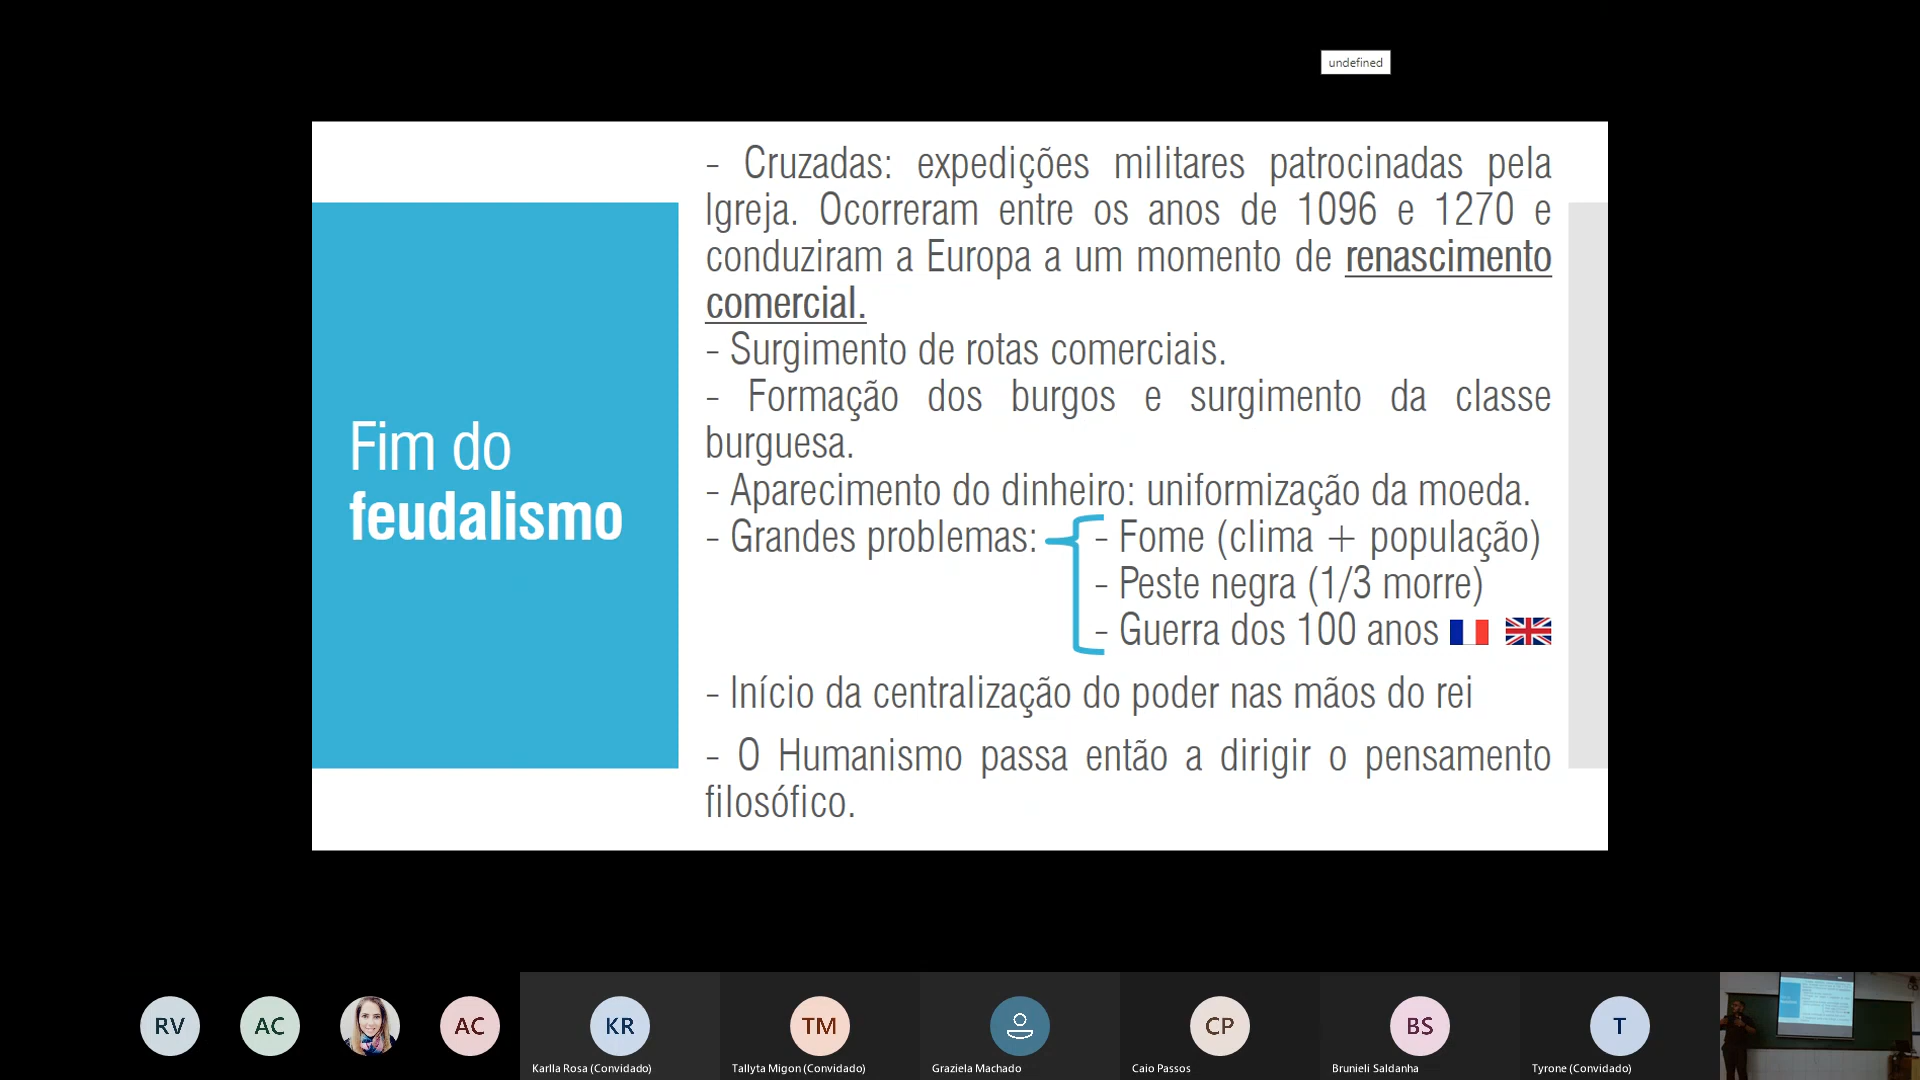 undefined
- Cruzadas: expedições militares patrocinadas pela
Igreja. Ocorreram entre os anos de 1096 e 1270 e
conduziram a Europa a um momento de renascimento
comercial.
- Surgimento de rotas comerciais.
- Formação dos burgos e surgimento da classe
burguesa.
- Aparecimento do dinheiro: uniformização da moeda.
- Grandes problemas:
- Fome (clima + população)
- Peste negra (1/3 morre)
- Guerra dos 100 anos
- Início da centralização do poder nas mãos do rei
- O Humanismo passa então a dirigir o pensamento
filosófico.
Fim do
feudalismo
RV
AC
AC
KR
TM
CP
BS
T
Karlla Rosa (Convidado)
Tallyta Migon (Convidado)
Graziela Machado
Caio Passos
Brunieli Saldanha
Tyrone (Convidado)